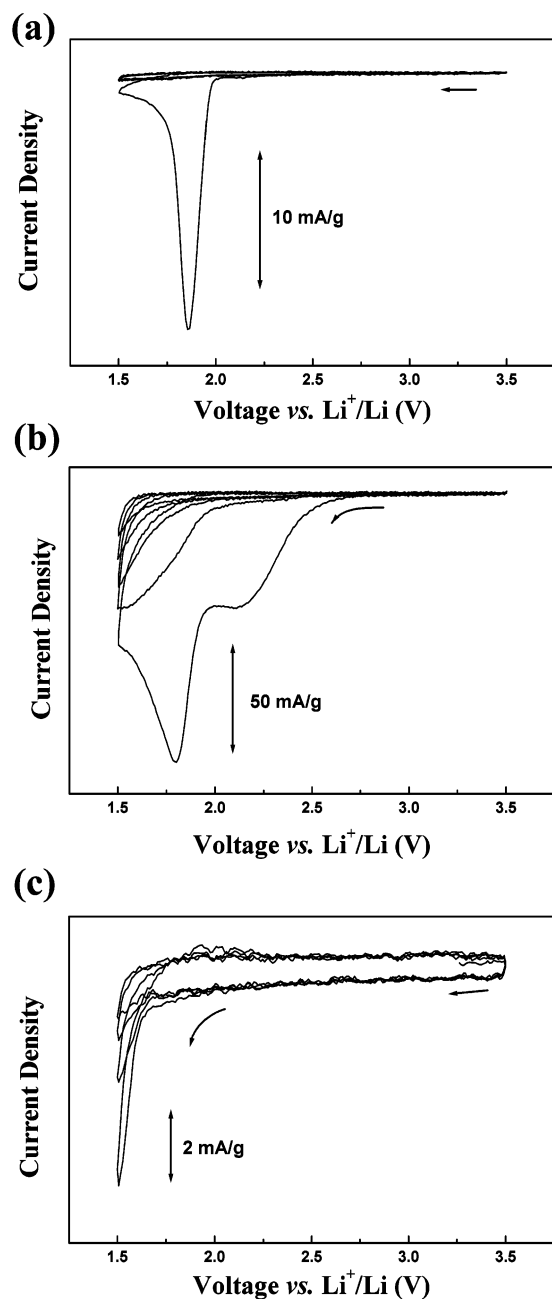 (a)
Current Density
10 mA/g
1.5 2.0 2.5 3.0 3.5
Voltage vs. Li⁺/Li (V)
(b)
Current Density
50 mA/g
1.5 2.0 2.5 3.0 3.5
Voltage vs. Li⁺/Li (V)
(c)
Current Density
2 mA/g
1.5 2.0 2.5 3.0 3.5
Voltage vs. Li⁺/Li (V)